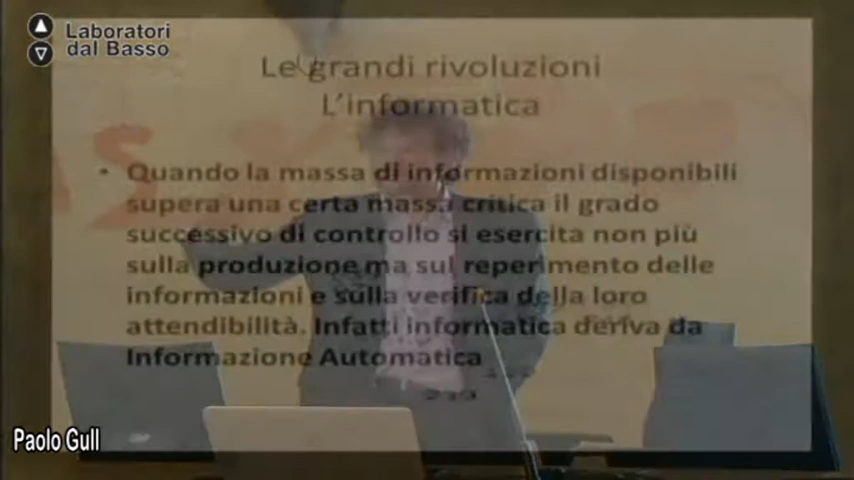 Laboratori
dal Basso
Le grandi rivoluzioni
L'informatica
• Quando la massa di informazioni disponibili
supera una certa massa critica il grado
successivo di controllo si esercita non più
sulla produzione ma sul reperimento delle
informazioni e sulla verifica della loro
attendibilità. Infatti informatica deriva da
Informazione Automatica
Paolo Gull